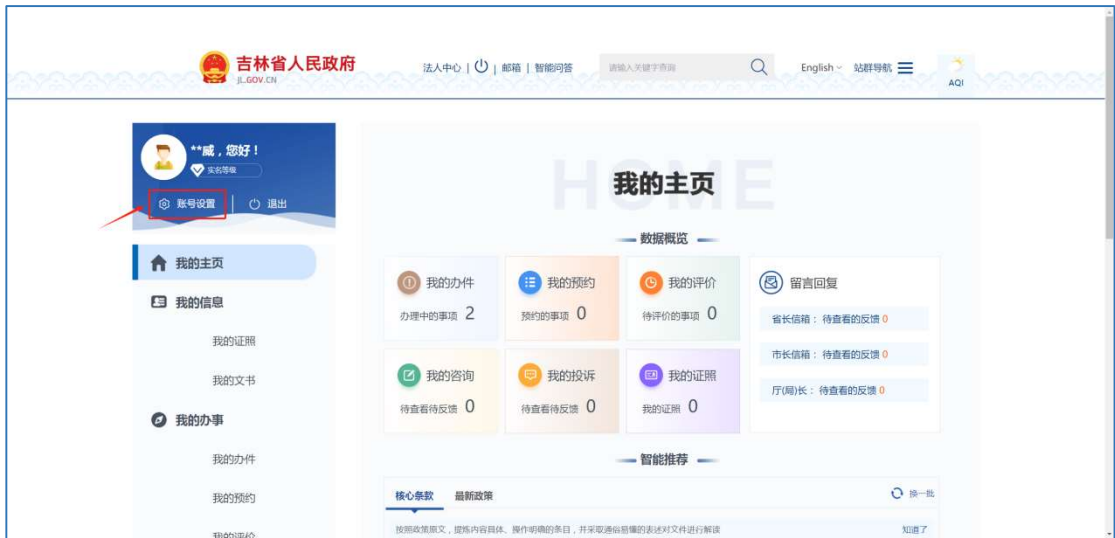 吉林省人民政府
JL.GOV.CN
法人中心 | | 邮箱 | 智能问答
请输入关键字查询
English
站群导航
AQI
**威，您好！
实名等级
账号设置
退出
我的主页
我的信息
我的证照
我的文书
我的办事
我的办件
我的预约
我的评价
HOME
我的主页
数据概览
我的办件
办理中的事项 2
我的预约
预约的事项 0
我的评价
待评价的事项 0
我的咨询
待查看待反馈 0
我的投诉
待查看待反馈 0
我的证照
我的证照 0
留言回复
省长信箱： 待查看的反馈 0
市长信箱： 待查看的反馈 0
厅(局)长： 待查看的反馈 0
智能推荐
核心条款
最新政策
换一批
按照政策原文，提炼内容具体、操作明确的条目，并采取通俗易懂的表述对文件进行解读
知道了